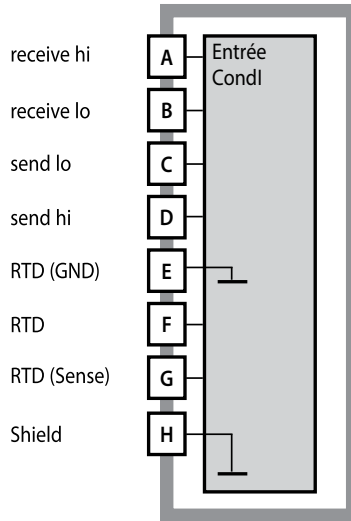 receive hi A Entrée
Condl
receive lo B
send lo C
send hi D
RTD (GND) E
RTD F
RTD (Sense) G
Shield H